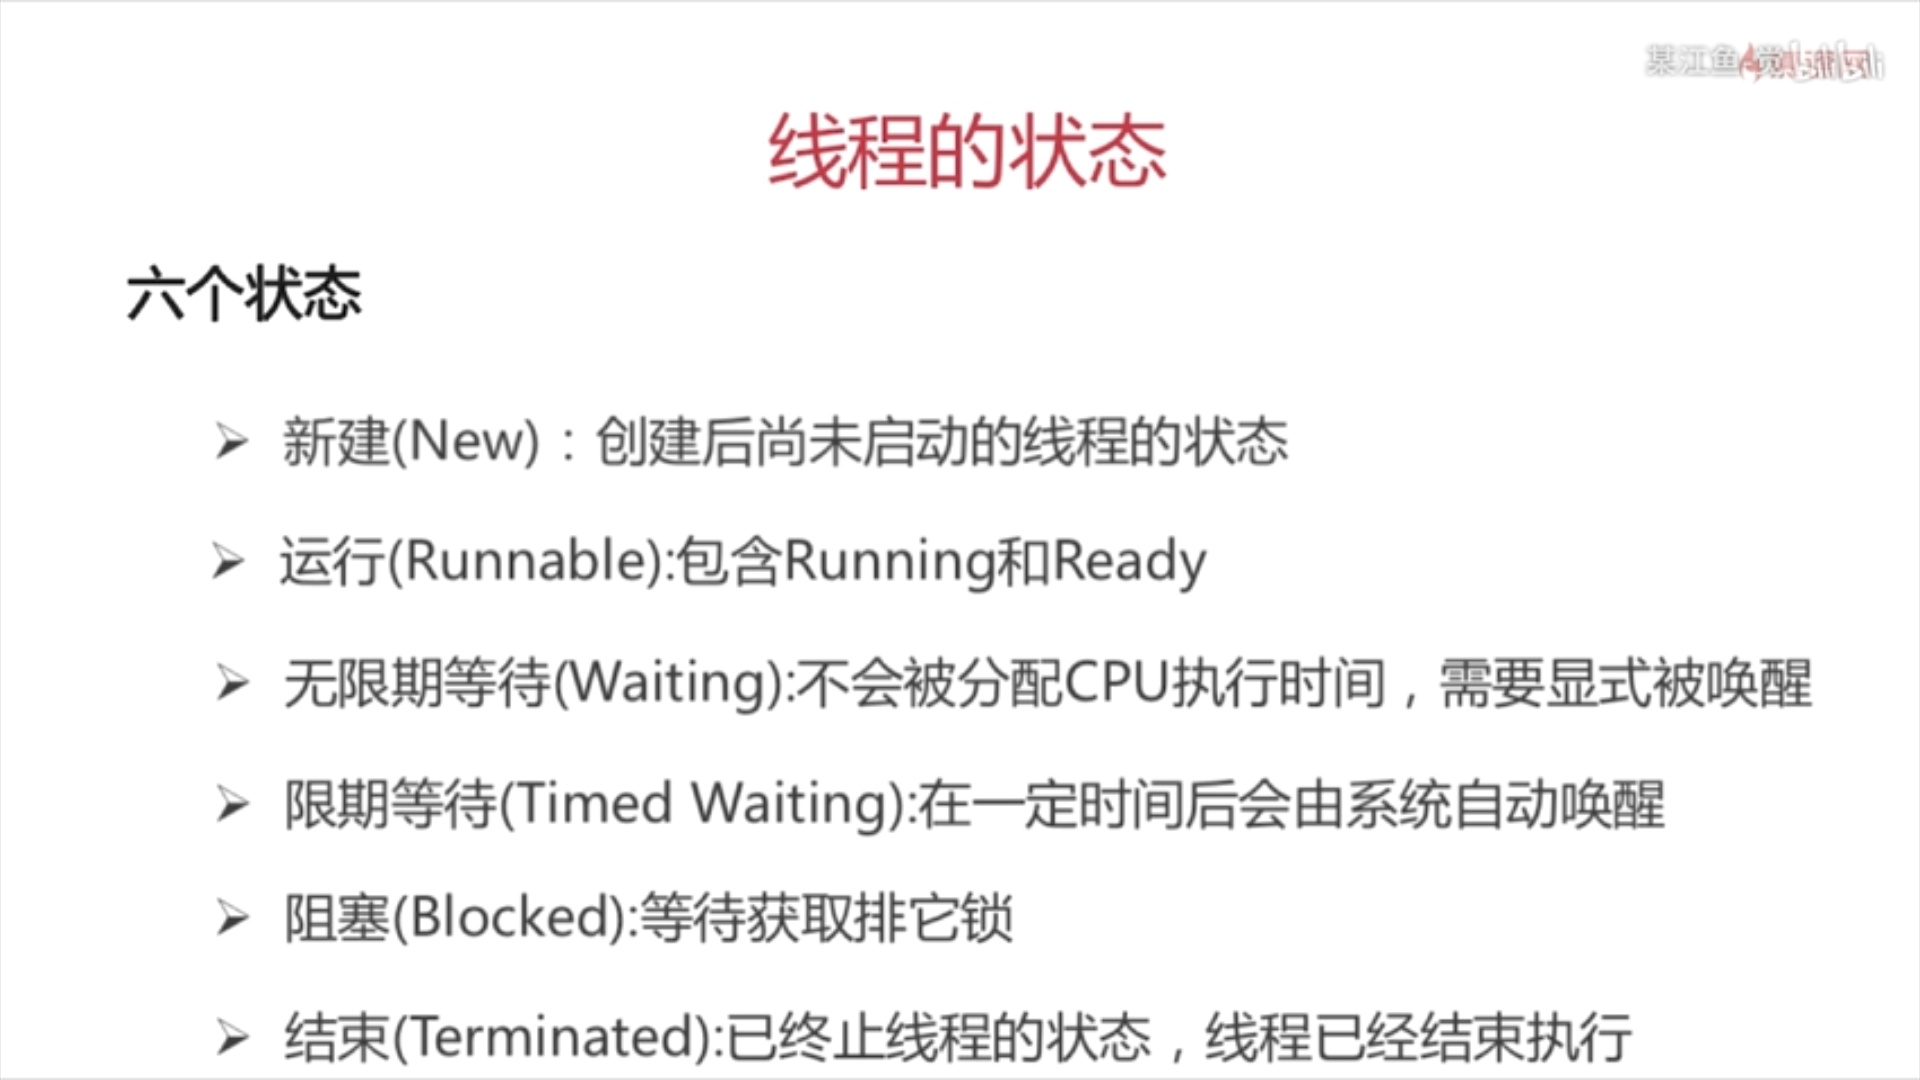 某江鱼
bilibili
线程的状态
六个状态
➢ 新建(New)：创建后尚未启动的线程的状态
➢ 运行(Runnable):包含Running和Ready
➢ 无限期等待(Waiting):不会被分配CPU执行时间，需要显式被唤醒
➢ 限期等待(Timed Waiting):在一定时间后会由系统自动唤醒
➢ 阻塞(Blocked):等待获取排它锁
➢ 结束(Terminated):已终止线程的状态，线程已经结束执行